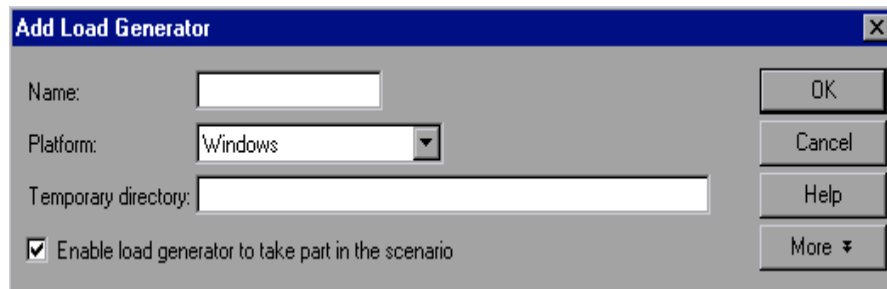 Add Load Generator
Name:
OK
Platform:
Windows
Cancel
Temporary directory:
Help
Enable load generator to take part in the scenario
More